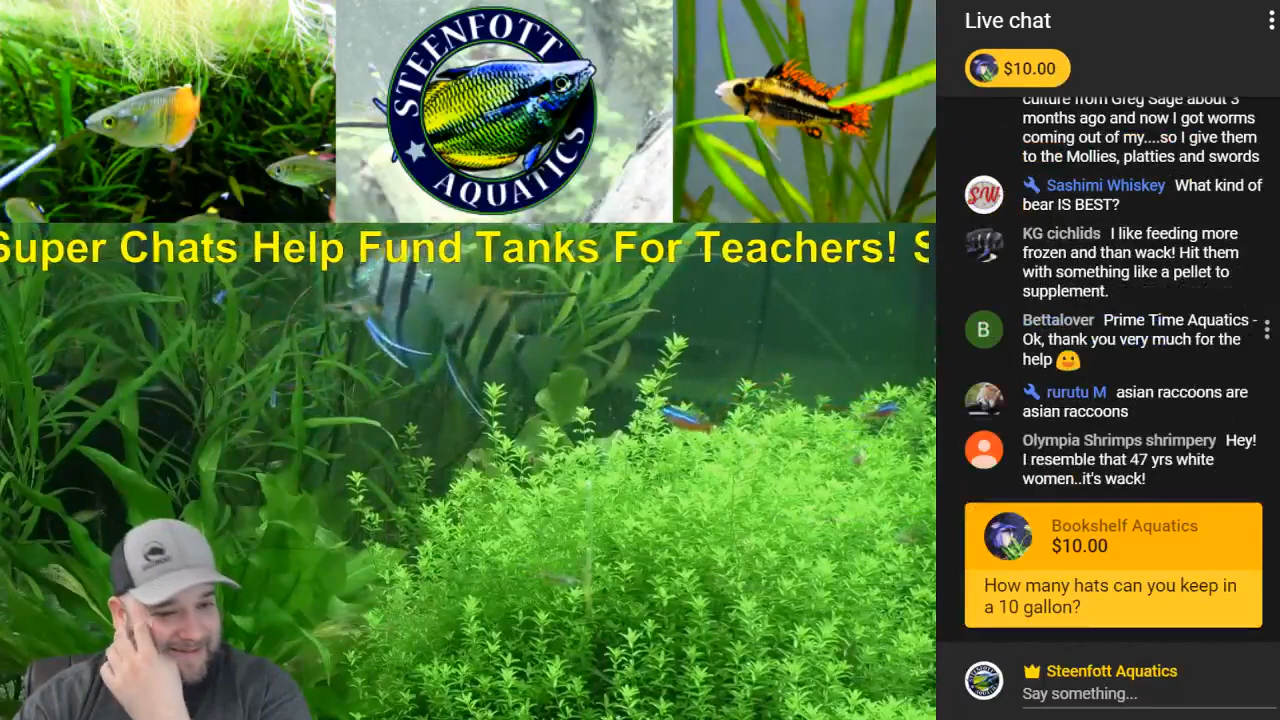 STEENFOTT
AQUATICS
Super Chats Help Fund Tanks For Teachers! S
Live chat
$10.00
culture from Greg Sage about 3
months ago and now I got worms
coming out of my....so I give them
to the Mollies, platties and swords
Sashimi Whiskey What kind of
bear IS BEST?
KG cichlids I like feeding more
frozen and than wack! Hit them
with something like a pellet to
supplement.
B
Bettalover Prime Time Aquatics -
Ok, thank you very much for the
help
rurutu M asian raccoons are
asian raccoons
Olympia Shrimps shrimpery Hey!
I resemble that 47 yrs white
women..it's wack!
Bookshelf Aquatics
$10.00
How many hats can you keep in
a 10 gallon?
Steenfott Aquatics
Say something...